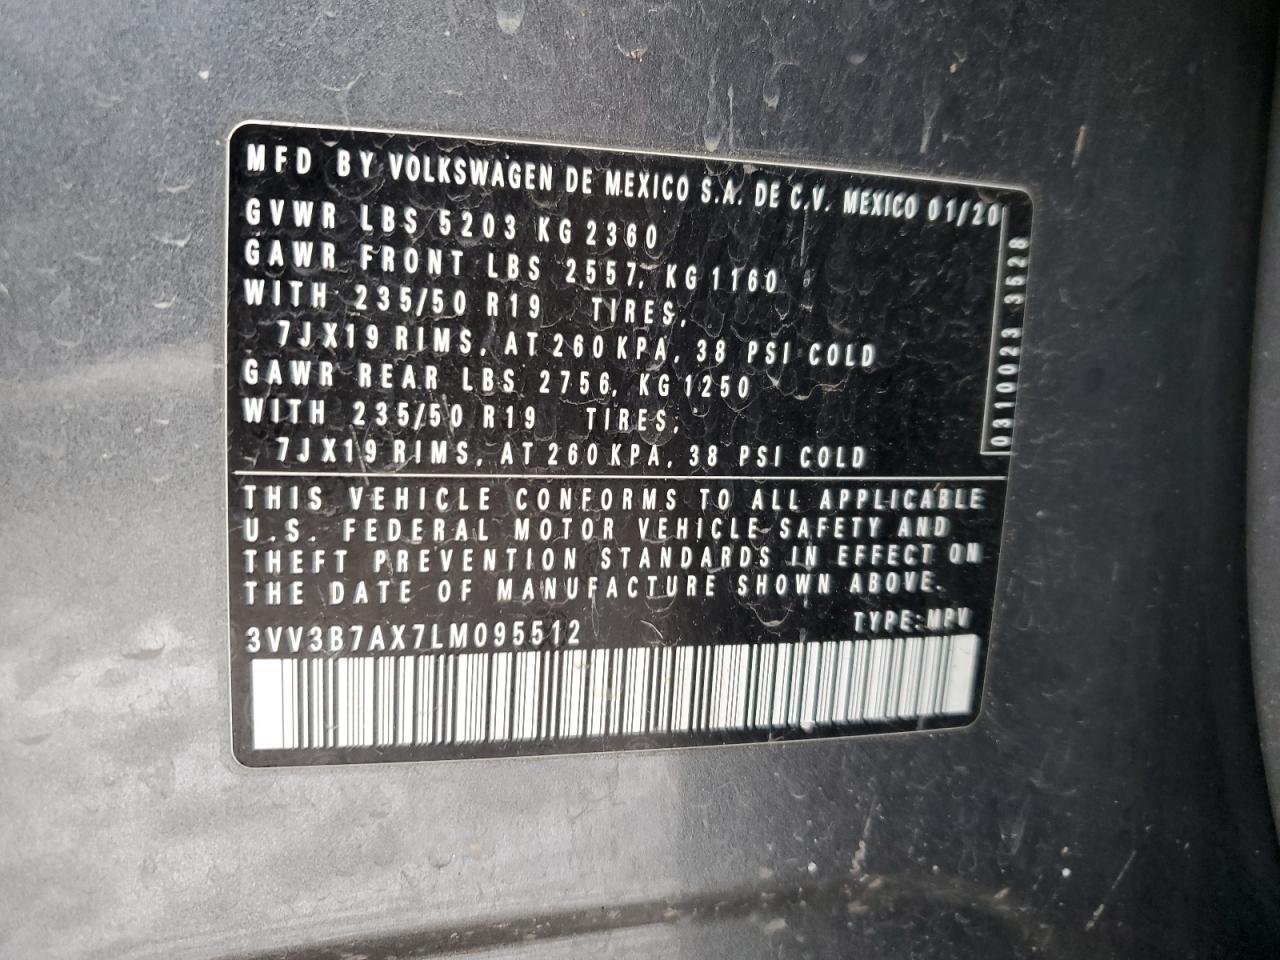 MFD BY VOLKSWAGEN DE MEXICO S.A. DE C.V. MEXICO 01/20
GVWR LBS 5203 KG 2360
GAWR FRONT LBS 2557, KG 1160
WITH 235/50 R19 TIRES,
7JX19 RIMS, AT 260 KPA, 38 PSI COLD
GAWR REAR LBS 2756, KG 1250
WITH 235/50 R19 TIRES,
7JX19 RIMS, AT 260 KPA, 38 PSI COLD
0310023 3528
THIS VEHICLE CONFORMS TO ALL APPLICABLE
U.S. FEDERAL MOTOR VEHICLE SAFETY AND
THEFT PREVENTION STANDARDS IN EFFECT ON
THE DATE OF MANUFACTURE SHOWN ABOVE.
3VV3B7AX7LM095512 TYPE: MPV